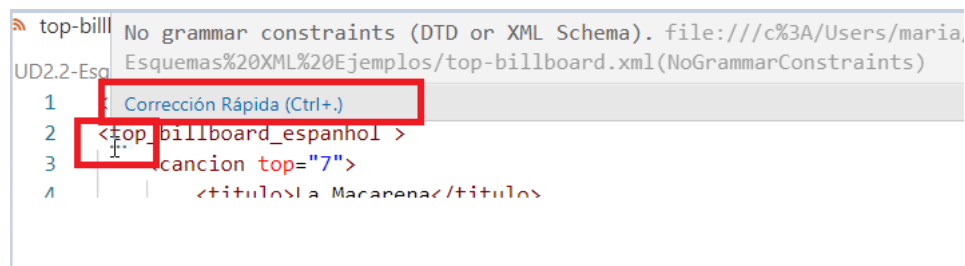 top-billl
No grammar constraints (DTD or XML Schema). file:///c%3A/Users/maria/
UD2.2-Esq
Esquemas%20XML%20Ejemplos/top-billboard.xml(NoGrammarConstraints)
1 <
Corrección Rápida (Ctrl+.)
2 <top_billboard_espanhol >
3 <cancion top="7">
4 <titulo>La Macarena</titulo>